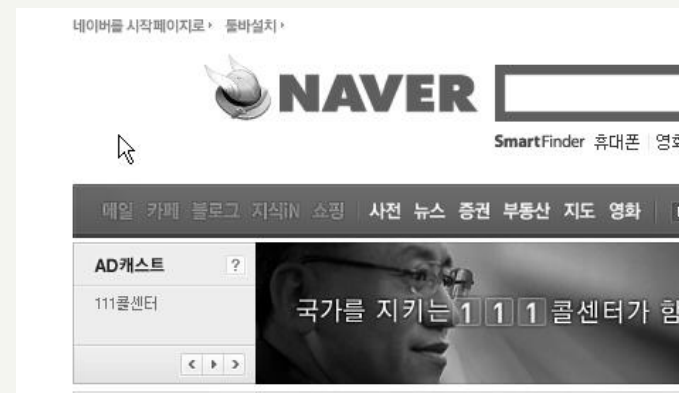 네이버를 시작페이지로 툴바설치
NAVER
SmartFinder 휴대폰 영화
메일 카페 블로그 지식iN 쇼핑 사전 뉴스 증권 부동산 지도 영화
AD캐스트 ?
111콜센터
국가를 지키는 1 1 1 콜센터가 함